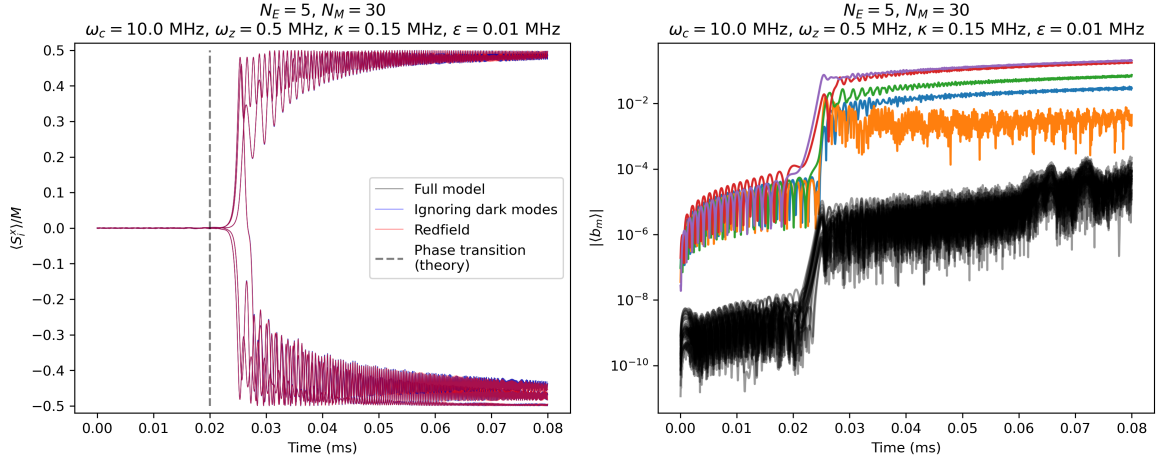 N_E = 5, N_M = 30
ω_c = 10.0 MHz, ω_z = 0.5 MHz, κ = 0.15 MHz, ε = 0.01 MHz
⟨S_i^x⟩/M
0.5
0.4
0.3
0.2
0.1
0.0
−0.1
−0.2
−0.3
−0.4
−0.5
Full model
Ignoring dark modes
Redfield
Phase transition
(theory)
0.00 0.01 0.02 0.03 0.04 0.05 0.06 0.07 0.08
Time (ms)
N_E = 5, N_M = 30
ω_c = 10.0 MHz, ω_z = 0.5 MHz, κ = 0.15 MHz, ε = 0.01 MHz
|⟨b_m⟩|
10^−2
10^−4
10^−6
10^−8
10^−10
0.00 0.01 0.02 0.03 0.04 0.05 0.06 0.07 0.08
Time (ms)